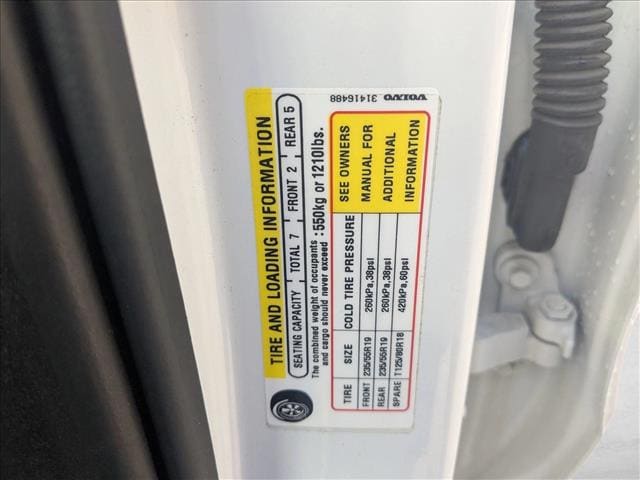 TIRE AND LOADING INFORMATION
SEATING CAPACITY | TOTAL 7 | FRONT 2 | REAR 5
The combined weight of occupants and cargo should never exceed : 550kg or 1210lbs.
TIRE SIZE COLD TIRE PRESSURE SEE OWNERS
FRONT 235/55R19 260kPa,38psi MANUAL FOR
REAR 235/55R19 260kPa,38psi ADDITIONAL
SPARE T125/80R18 420kPa,60psi INFORMATION
VOLVO 31416488